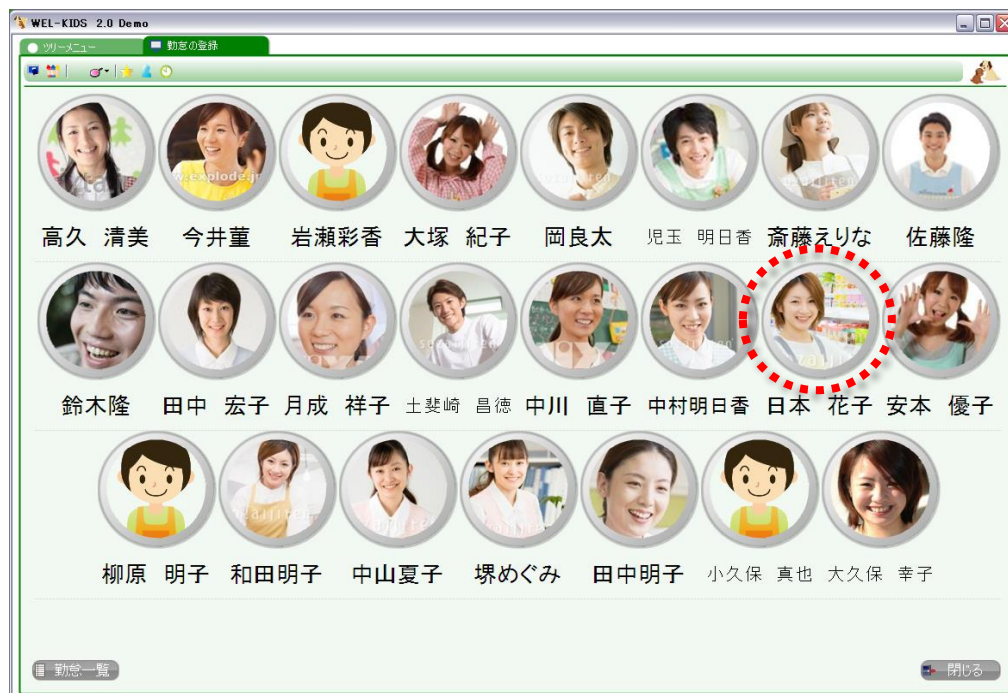 WEL-KIDS 2.0 Demo
ツリーメニュー 勤怠の登録
高久 清美 今井菫 岩瀬彩香 大塚 紀子 岡良太 児玉 明日香 斎藤えりな 佐藤隆
鈴木隆 田中 宏子 月成 祥子 土斐崎 昌徳 中川 直子 中村明日香 日本 花子 安本 優子
柳原 明子 和田明子 中山夏子 堺めぐみ 田中明子 小久保 真也 大久保 幸子
勤怠一覧 閉じる